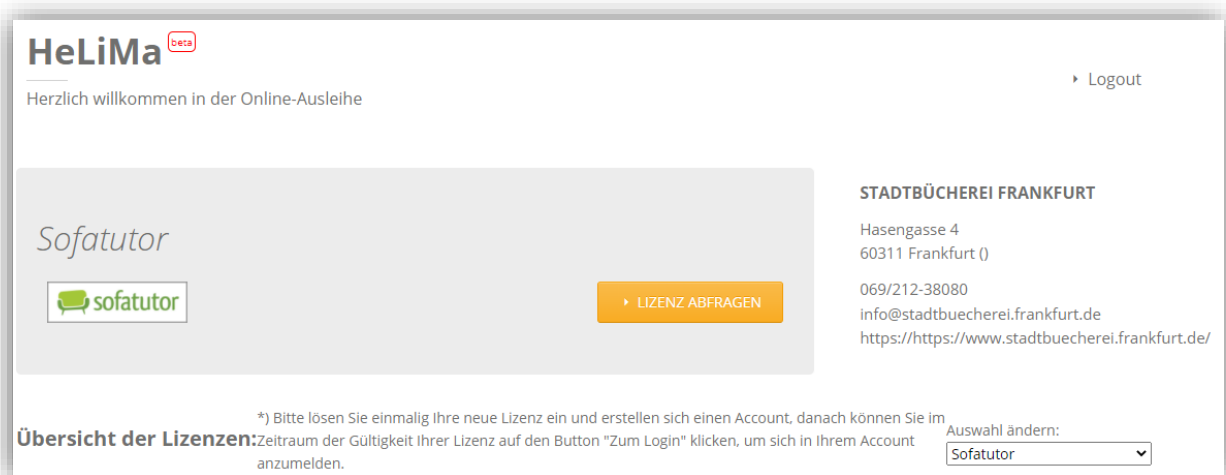 HeLiMa beta
Herzlich willkommen in der Online-Ausleihe
Logout
Sofatutor
sofatutor
LIZENZ ABFRAGEN
STADTBÜCHEREI FRANKFURT
Hasengasse 4
60311 Frankfurt ()
069/212-38080
info@stadtbuecherei.frankfurt.de
https://https://www.stadtbuecherei.frankfurt.de/
Übersicht der Lizenzen:
*) Bitte lösen Sie einmalig Ihre neue Lizenz ein und erstellen sich einen Account, danach können Sie im
Zeitraum der Gültigkeit Ihrer Lizenz auf den Button "Zum Login" klicken, um sich in Ihrem Account
anzumelden.
Auswahl ändern:
Sofatutor